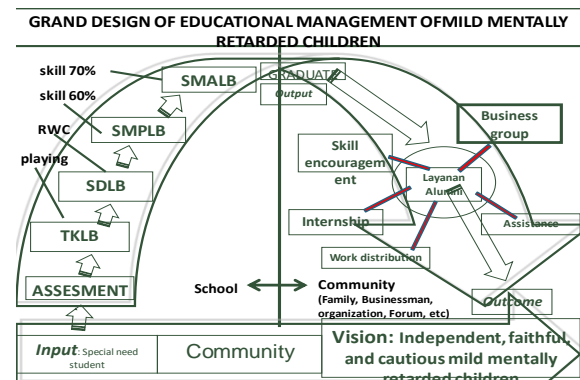 GRAND DESIGN OF EDUCATIONAL MANAGEMENT OFMILD MENTALLY
RETARDED CHILDREN
skill 70%
SMALB
GRADUATE
Output
skill 60%
SMPLB
RWC
playing
SDLB
TKLB
ASSESMENT
Business
group
Skill
encouragem
ent
Layanan
Alumni
Internship
Assistance
Work distribution
School
Community
(Family, Businessman,
organization, Forum, etc)
Outcome
Input: Special need
student
Community
Vision: Independent, faithful,
and cautious mild mentally
retarded children